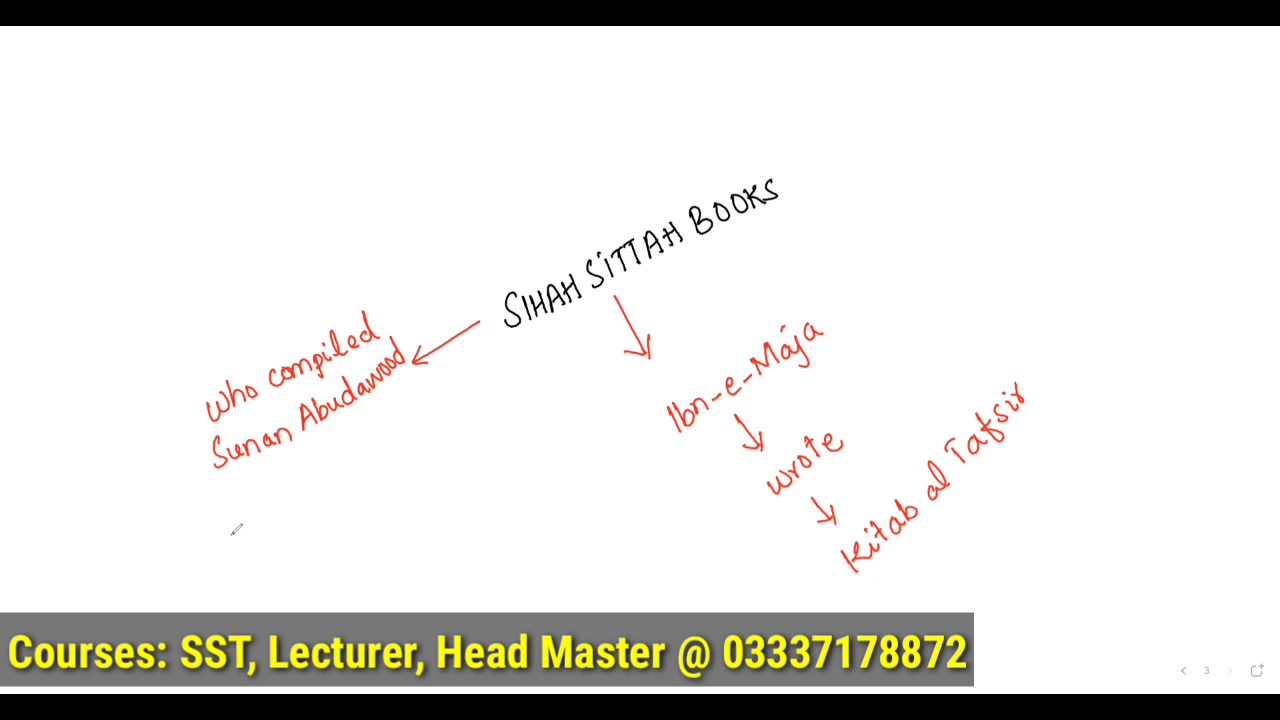 SIHAH SITTAH BOOKS
who compiled
Sunan Abudawood
Ibn-e-Maja
wrote
Kitab al Tafsir
Courses: SST, Lecturer, Head Master @ 03337178872
3